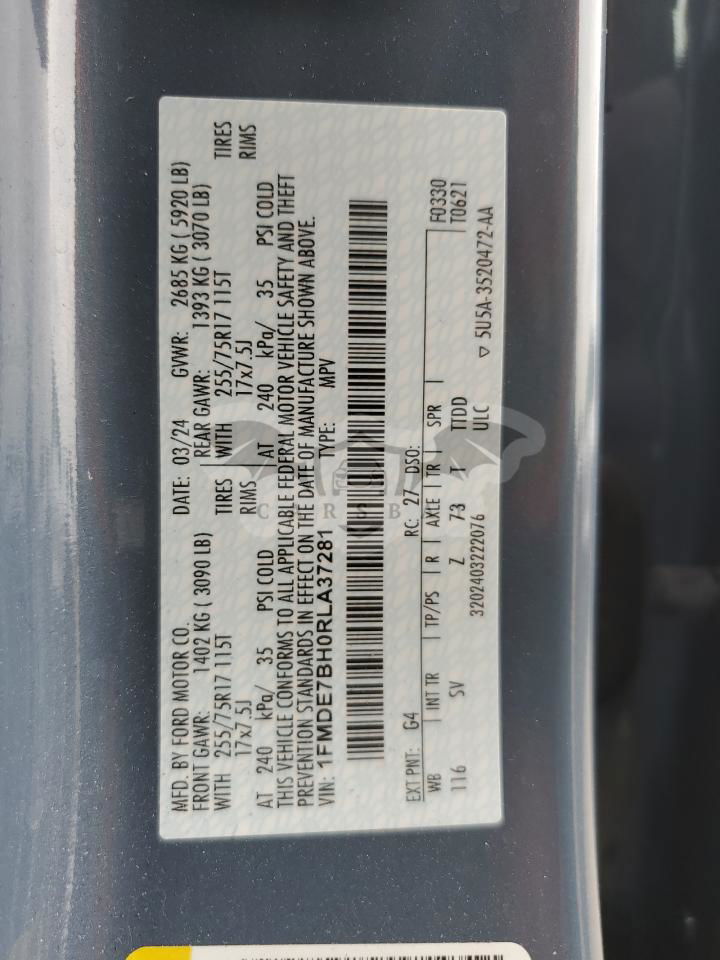 MFD. BY FORD MOTOR CO. DATE: 03/24 GVWR: 2685 KG ( 5920 LB)
FRONT GAWR: 1402 KG ( 3090 LB) REAR GAWR: 1393 KG ( 3070 LB)
WITH 255/75R17 115T TIRES WITH 255/75R17 115T TIRES
17x7.5J RIMS 17x7.5J RIMS
AT 240 kPa/ 35 PSI COLD AT 240 kPa/ 35 PSI COLD
THIS VEHICLE CONFORMS TO ALL APPLICABLE FEDERAL MOTOR VEHICLE SAFETY AND THEFT
PREVENTION STANDARDS IN EFFECT ON THE DATE OF MANUFACTURE SHOWN ABOVE.
VIN: 1FMDE7BH0RLA37281 TYPE: MPV
EXT PNT: G4 RC: 27 DSO: F0330
WB INT TR TP/PS R AXLE TR SPR T0621
116 5V Z 73 T TTDD
3202403222076 ULC ▽ 5U5A-3520472-AA
CARSBA